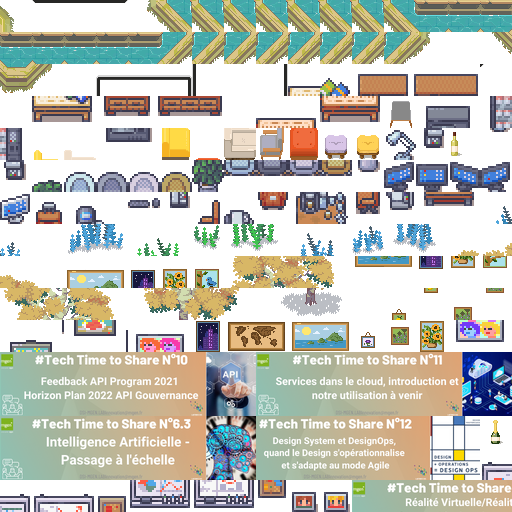 #Tech Time to Share N°10
Feedback API Program 2021
Horizon Plan 2022 API Gouvernance
API
#Tech Time to Share N°11
Services dans le cloud, introduction et
notre utilisation à venir
#Tech Time to Share N°6.3
Intelligence Artificielle -
Passage à l'échelle
#Tech Time to Share N°12
Design System et DesignOps,
quand le Design s'opérationnalise
et s'adapte au mode Agile
DESIGN
+ OPERATIONS
= DESIGN OPS
#Tech Time to Share
Réalité Virtuelle/Réalit